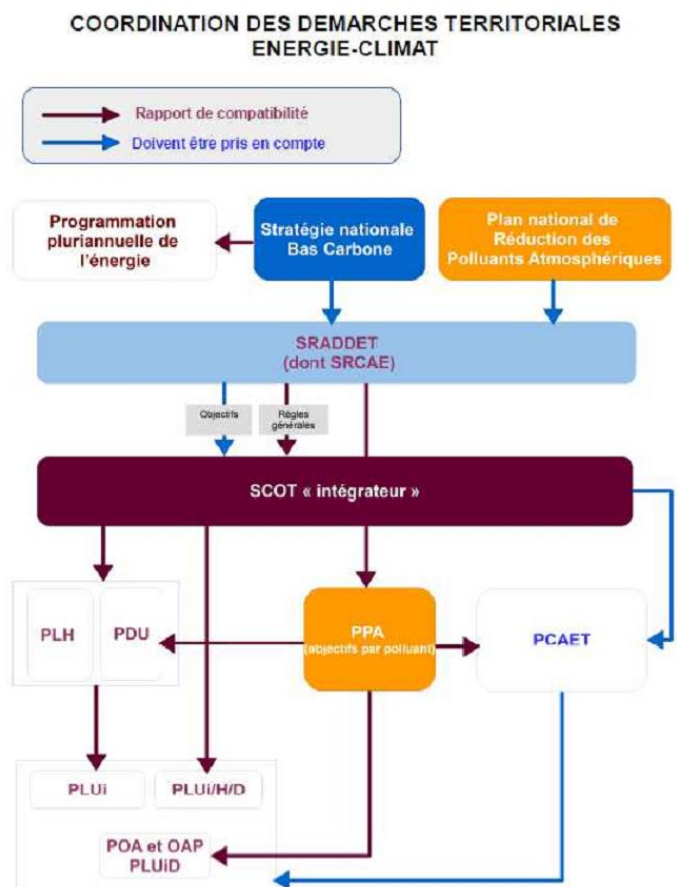 COORDINATION DES DEMARCHES TERRITORIALES
ENERGIE-CLIMAT
Rapport de compatibilité
Doivent être pris en compte
Programmation
pluriannuelle de
l'énergie
Stratégie nationale
Bas Carbone
Plan national de
Réduction des
Polluants Atmosphériques
SRADDET
(dont SRCAE)
Objectifs
Règles
générales
SCOT « intégrateur »
PLH
PDU
PPA
(objectifs par polluant)
PCAET
PLUi
PLUi/H/D
POA et OAP
PLUiD